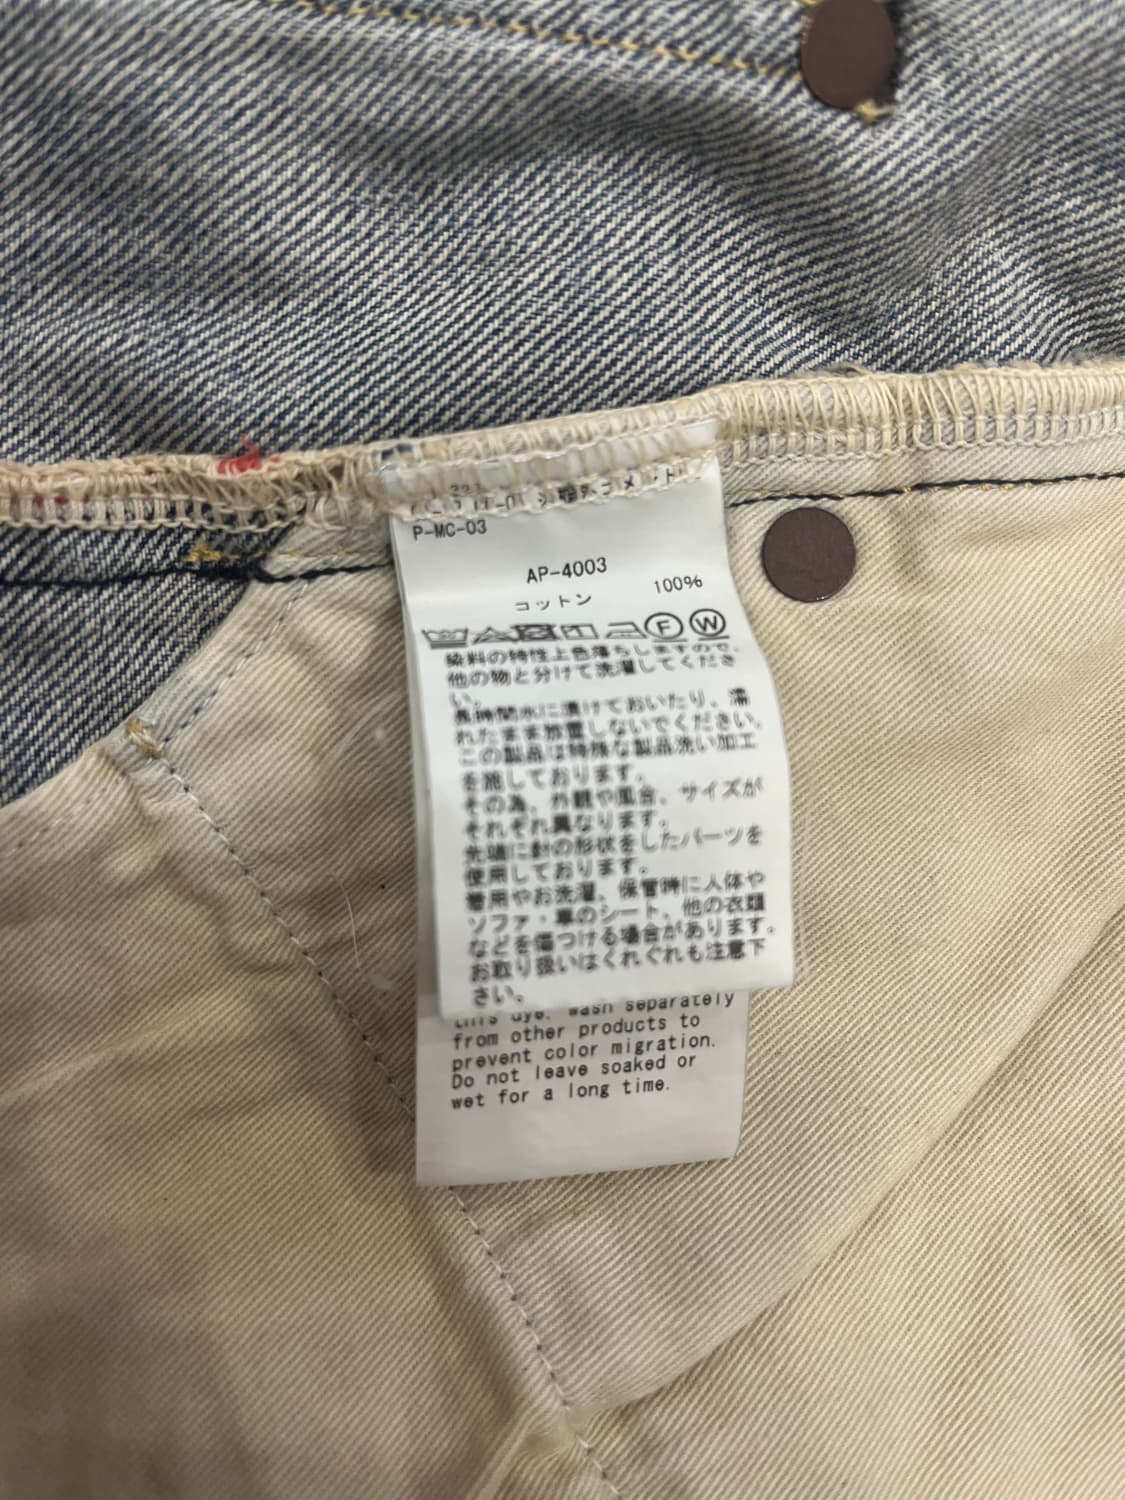 P-MC-03
AP-4003
コットン 100%
F W
染料の特性上色落ちしますので、
他の物と分けて洗濯してくださ
い。
長時間水に漬けておいたり、濡
れたまま放置しないでください。
この製品は特殊な製品洗い加工
を施しております。
その為、外観や風合、サイズが
それぞれ異なります。
先端に針の形状をしたパーツを
使用しております。
着用やお洗濯、保管時に人体や
ソファ・車のシート、他の衣類
などを傷つける場合があります。
お取り扱いはくれぐれも注意下
さい。
this dye. Wash separately
from other products to
prevent color migration.
Do not leave soaked or
wet for a long time.